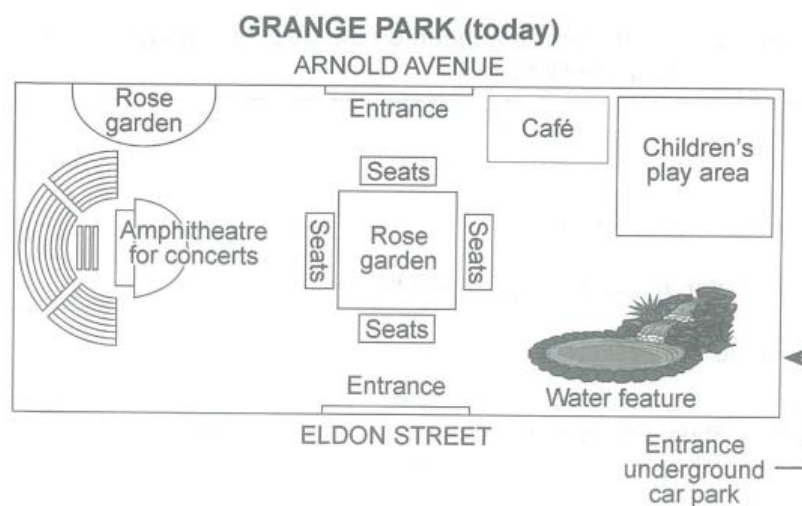 GRANGE PARK (today)
ARNOLD AVENUE
Rose
garden
Entrance
Café
Children's
play area
Seats
Amphitheatre
for concerts
Seats
Rose
garden
Seats
Seats
Entrance
Water feature
ELDON STREET
Entrance
underground
car park